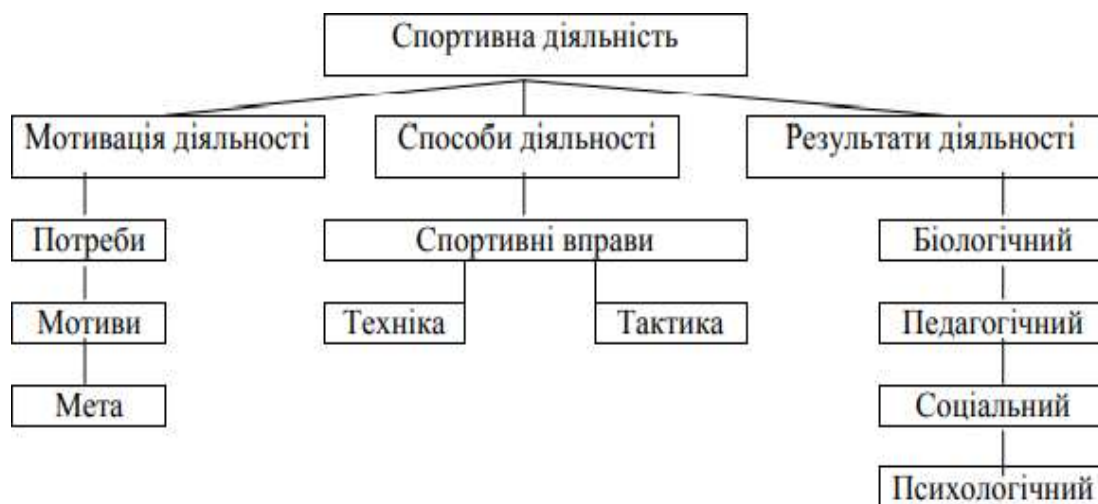 Спортивна діяльність
Мотивація діяльності
Способи діяльності
Результати діяльності
Потреби
Спортивні вправи
Біологічний
Мотиви
Техніка
Тактика
Педагогічний
Мета
Соціальний
Психологічний